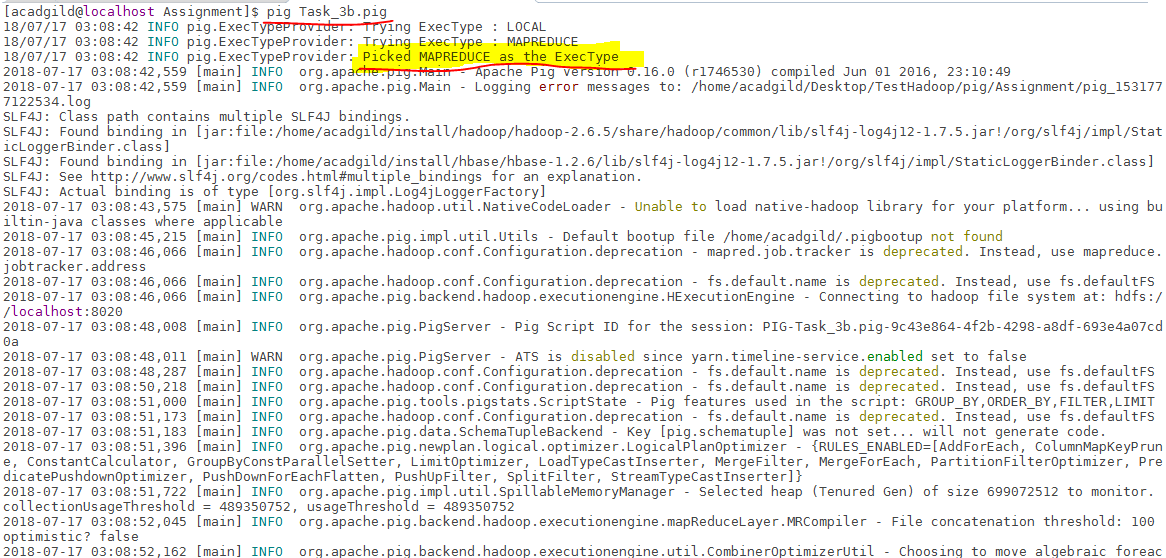 [acadgild@localhost Assignment]$ pig Task_3b.pig
18/07/17 03:08:42 INFO pig.ExecTypeProvider: Trying ExecType : LOCAL
18/07/17 03:08:42 INFO pig.ExecTypeProvider: Trying ExecType : MAPREDUCE
18/07/17 03:08:42 INFO pig.ExecTypeProvider: Picked MAPREDUCE as the ExecType
2018-07-17 03:08:42,559 [main] INFO  org.apache.pig.Main - Apache Pig version 0.16.0 (r1746530) compiled Jun 01 2016, 23:10:49
2018-07-17 03:08:42,559 [main] INFO  org.apache.pig.Main - Logging error messages to: /home/acadgild/Desktop/TestHadoop/pig/Assignment/pig_153177
7122534.log
SLF4J: Class path contains multiple SLF4J bindings.
SLF4J: Found binding in [jar:file:/home/acadgild/install/hadoop/hadoop-2.6.5/share/hadoop/common/lib/slf4j-log4j12-1.7.5.jar!/org/slf4j/impl/Stat
icLoggerBinder.class]
SLF4J: Found binding in [jar:file:/home/acadgild/install/hbase/hbase-1.2.6/lib/slf4j-log4j12-1.7.5.jar!/org/slf4j/impl/StaticLoggerBinder.class]
SLF4J: See http://www.slf4j.org/codes.html#multiple_bindings for an explanation.
SLF4J: Actual binding is of type [org.slf4j.impl.Log4jLoggerFactory]
2018-07-17 03:08:43,575 [main] WARN  org.apache.hadoop.util.NativeCodeLoader - Unable to load native-hadoop library for your platform... using bu
iltin-java classes where applicable
2018-07-17 03:08:45,215 [main] INFO  org.apache.pig.impl.util.Utils - Default bootup file /home/acadgild/.pigbootup not found
2018-07-17 03:08:46,066 [main] INFO  org.apache.hadoop.conf.Configuration.deprecation - mapred.job.tracker is deprecated. Instead, use mapreduce.
jobtracker.address
2018-07-17 03:08:46,066 [main] INFO  org.apache.hadoop.conf.Configuration.deprecation - fs.default.name is deprecated. Instead, use fs.defaultFS
2018-07-17 03:08:46,066 [main] INFO  org.apache.pig.backend.hadoop.executionengine.HExecutionEngine - Connecting to hadoop file system at: hdfs:/
/localhost:8020
2018-07-17 03:08:48,008 [main] INFO  org.apache.pig.PigServer - Pig Script ID for the session: PIG-Task_3b.pig-9c43e864-4f2b-4298-a8df-693e4a07cd
0a
2018-07-17 03:08:48,011 [main] WARN  org.apache.pig.PigServer - ATS is disabled since yarn.timeline-service.enabled set to false
2018-07-17 03:08:48,287 [main] INFO  org.apache.hadoop.conf.Configuration.deprecation - fs.default.name is deprecated. Instead, use fs.defaultFS
2018-07-17 03:08:50,218 [main] INFO  org.apache.hadoop.conf.Configuration.deprecation - fs.default.name is deprecated. Instead, use fs.defaultFS
2018-07-17 03:08:51,000 [main] INFO  org.apache.pig.tools.pigstats.ScriptState - Pig features used in the script: GROUP_BY,ORDER_BY,FILTER,LIMIT
2018-07-17 03:08:51,173 [main] INFO  org.apache.hadoop.conf.Configuration.deprecation - fs.default.name is deprecated. Instead, use fs.defaultFS
2018-07-17 03:08:51,183 [main] INFO  org.apache.pig.data.SchemaTupleBackend - Key [pig.schematuple] was not set... will not generate code.
2018-07-17 03:08:51,396 [main] INFO  org.apache.pig.newplan.logical.optimizer.LogicalPlanOptimizer - {RULES_ENABLED=[AddForEach, ColumnMapKeyPrun
e, ConstantCalculator, GroupByConstParallelSetter, LimitOptimizer, LoadTypeCastInserter, MergeFilter, MergeForEach, PartitionFilterOptimizer, Pre
dicatePushdownOptimizer, PushDownForEachFlatten, PushUpFilter, SplitFilter, StreamTypeCastInserter]}
2018-07-17 03:08:51,722 [main] INFO  org.apache.pig.impl.util.SpillableMemoryManager - Selected heap (Tenured Gen) of size 699072512 to monitor.
collectionUsageThreshold = 489350752, usageThreshold = 489350752
2018-07-17 03:08:52,045 [main] INFO  org.apache.pig.backend.hadoop.executionengine.mapReduceLayer.MRCompiler - File concatenation threshold: 100
optimistic? false
2018-07-17 03:08:52,162 [main] INFO  org.apache.pig.backend.hadoop.executionengine.util.CombinerOptimizerUtil - Choosing to move algebraic foreac